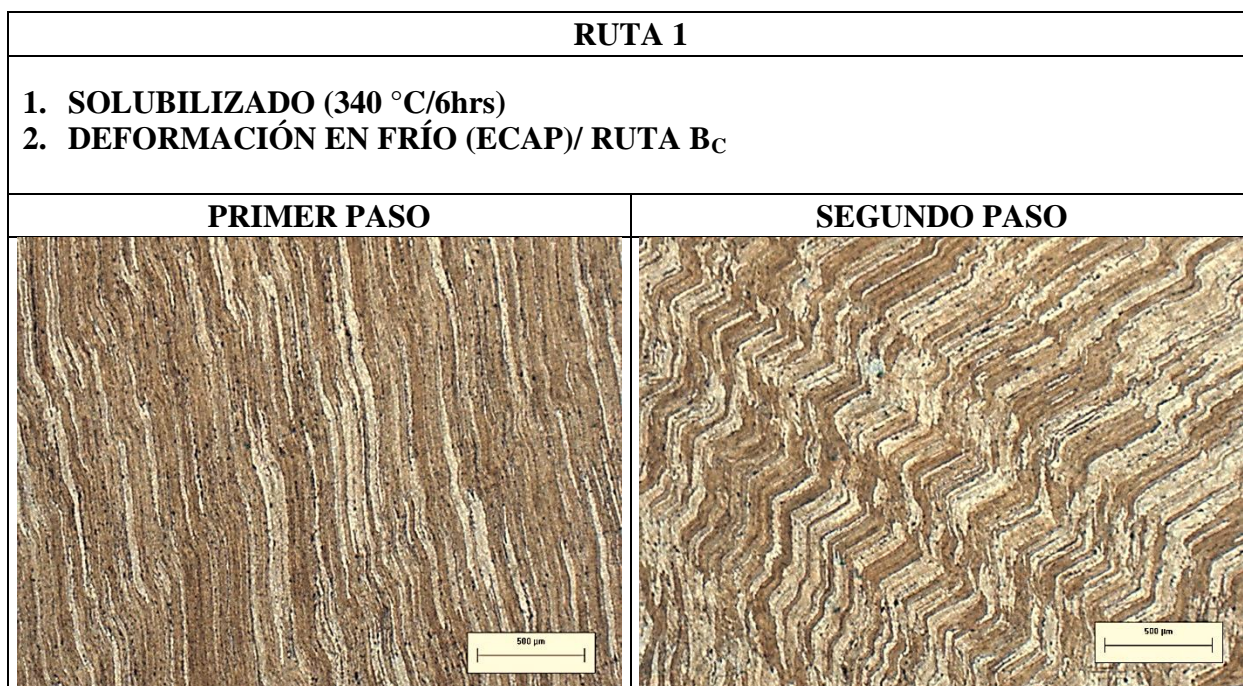 RUTA 1
1. SOLUBILIZADO (340 °C/6hrs)
2. DEFORMACIÓN EN FRÍO (ECAP)/ RUTA BC
PRIMER PASO
SEGUNDO PASO
500 µm
500 µm